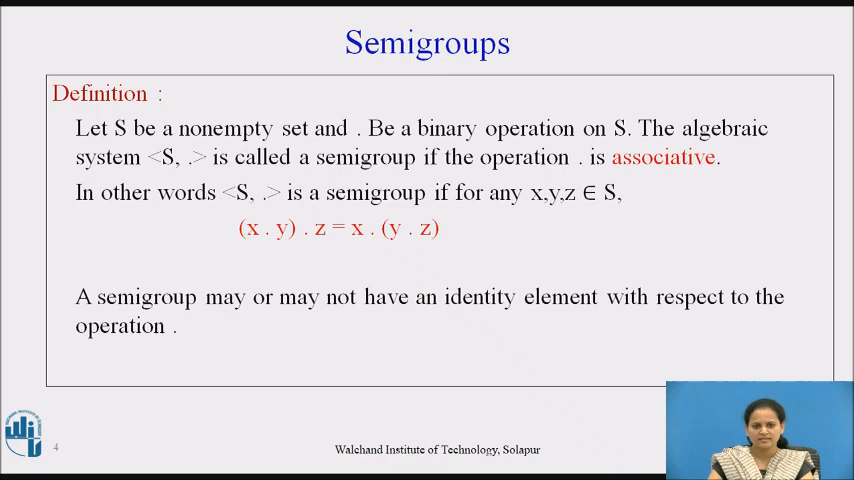 Semigroups
Definition :
Let S be a nonempty set and . Be a binary operation on S. The algebraic
system <S, .> is called a semigroup if the operation . is associative.
In other words <S, .> is a semigroup if for any x,y,z ∈ S,
(x . y) . z = x . (y . z)
A semigroup may or may not have an identity element with respect to the
operation .
4
Walchand Institute of Technology, Solapur